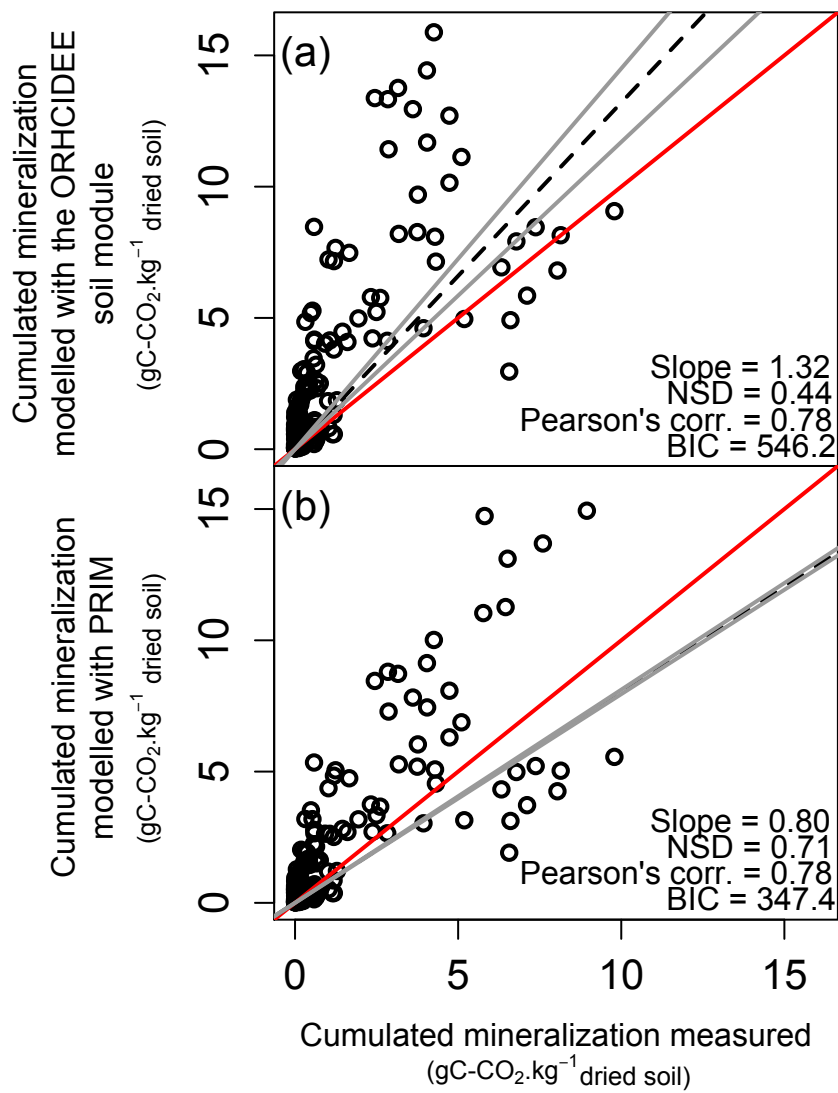 Cumulated mineralization
modelled with the ORHCIDEE
soil module
(gC-CO₂.kg⁻¹ dried soil)
15
10
5
0
(a)
Slope = 1.32
NSD = 0.44
Pearson's corr. = 0.78
BIC = 546.2
Cumulated mineralization
modelled with PRIM
(gC-CO₂.kg⁻¹ dried soil)
15
10
5
0
(b)
Slope = 0.80
NSD = 0.71
Pearson's corr. = 0.78
BIC = 347.4
0 5 10 15
Cumulated mineralization measured
(gC-CO₂.kg⁻¹ dried soil)